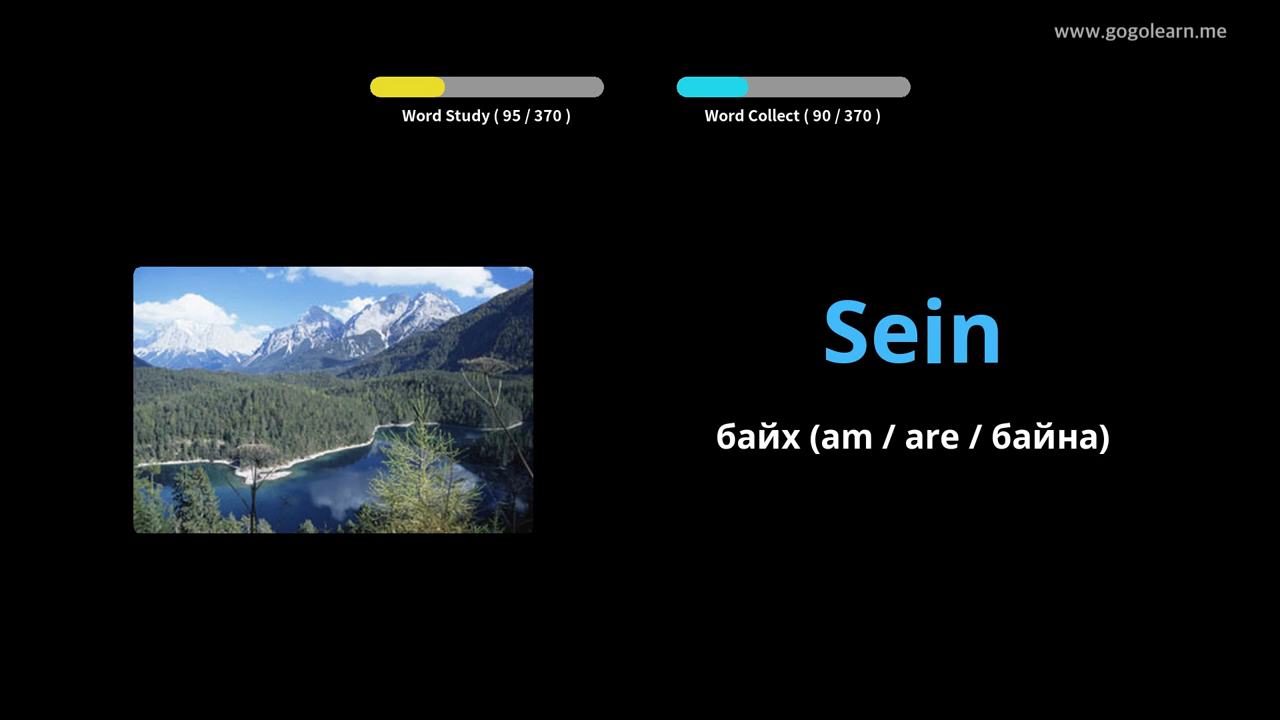 www.gogolearn.me
Word Study ( 95 / 370 )
Word Collect ( 90 / 370 )
Sein
байх (am / are / байна)